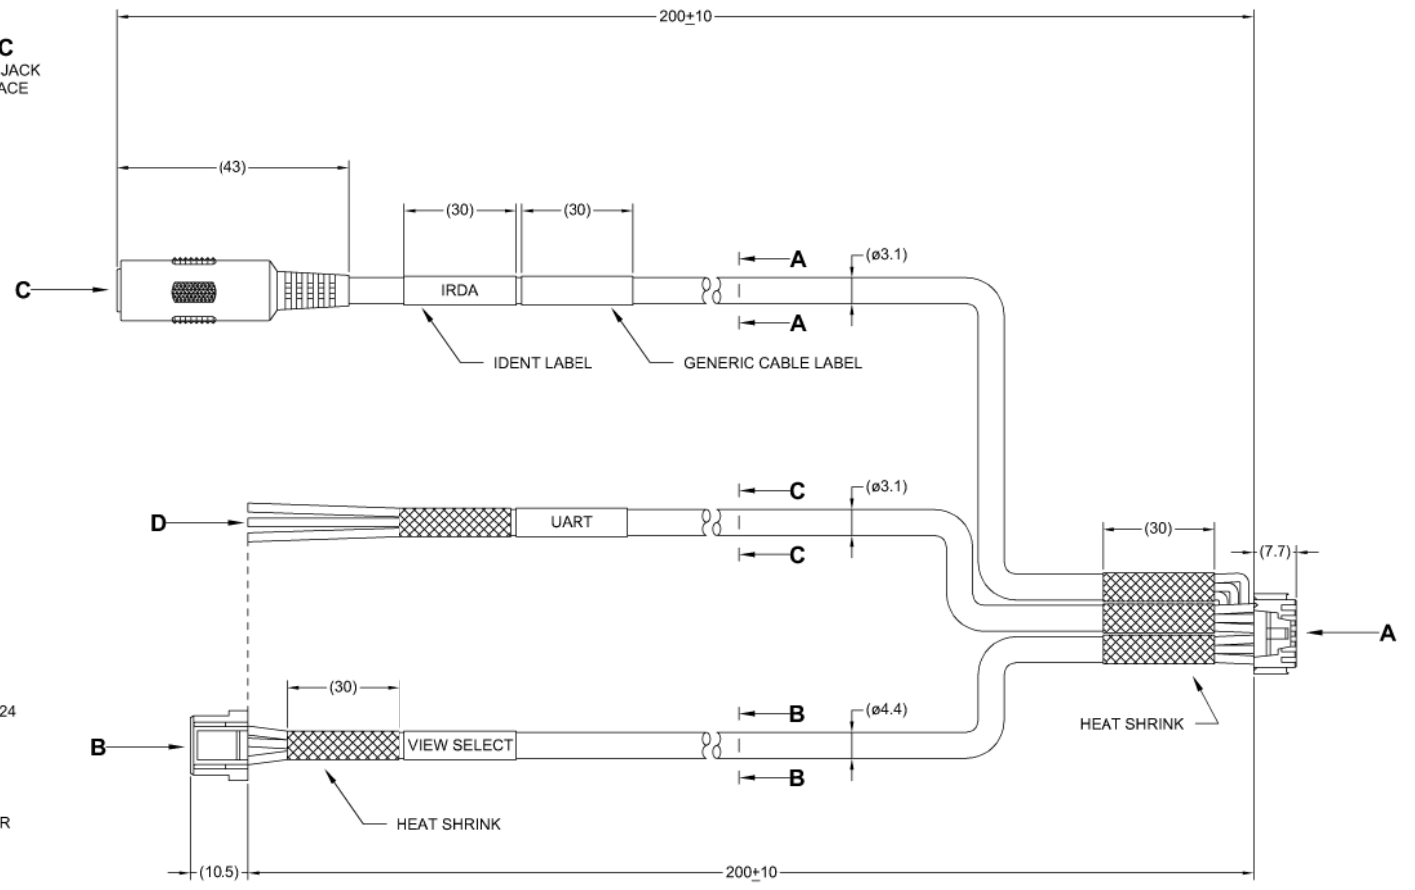 200±10
C
JACK
ACE
(43)
(30)
(30)
A
(ø3.1)
C
IRDA
A
IDENT LABEL
GENERIC CABLE LABEL
C
(ø3.1)
D
UART
(30)
C
(7.7)
A
(30)
24
B
(ø4.4)
HEAT SHRINK
B
VIEW SELECT
B
R
HEAT SHRINK
(10.5)
200±10